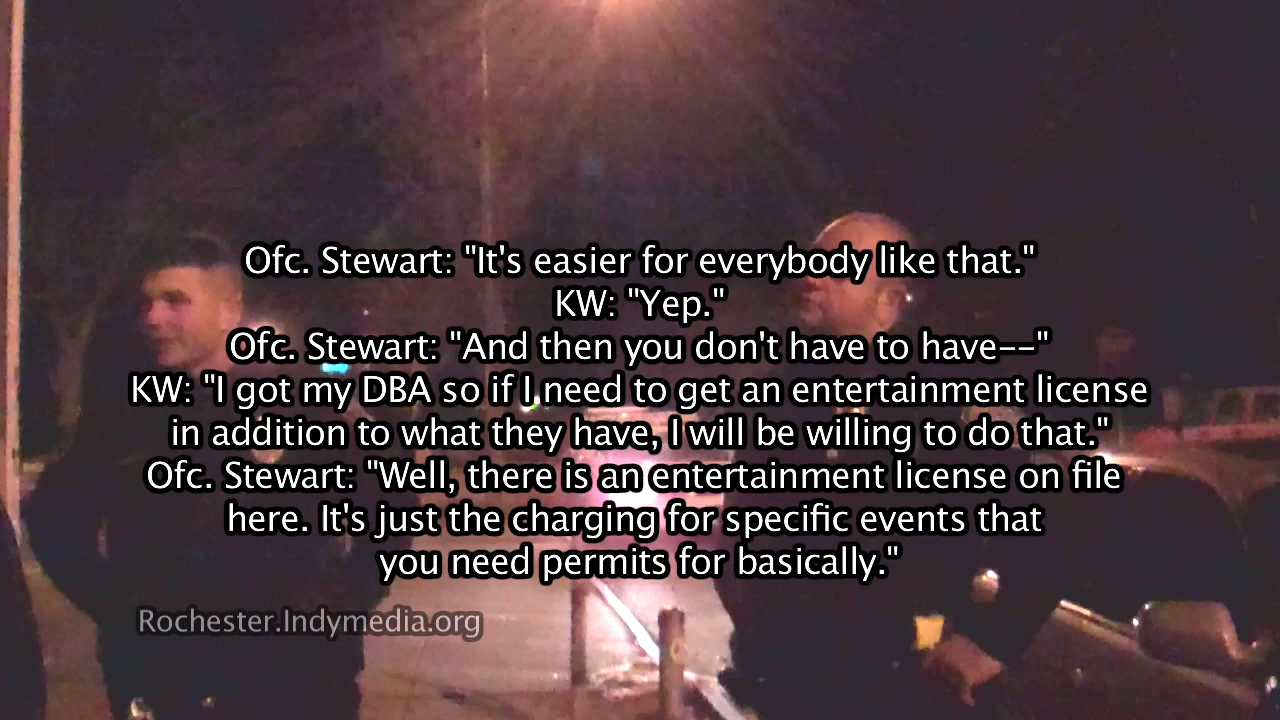 Ofc. Stewart: "It's easier for everybody like that."
KW: "Yep."
Ofc. Stewart: "And then you don't have to have--"
KW: "I got my DBA so if I need to get an entertainment license
in addition to what they have, I will be willing to do that."
Ofc. Stewart: "Well, there is an entertainment license on file
here. It's just the charging for specific events that
you need permits for basically."
Rochester.Indymedia.org